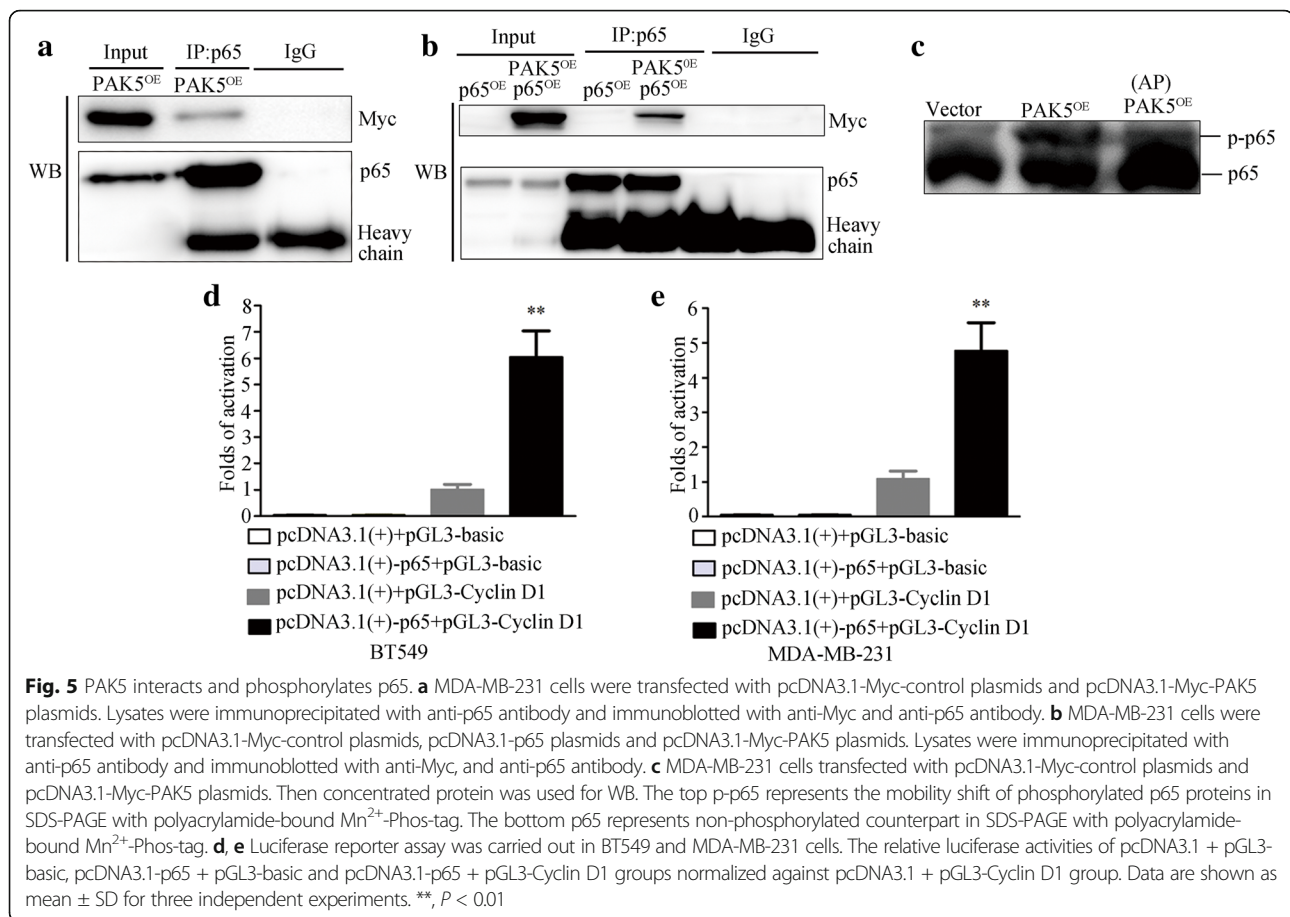 a
Input IP:p65 IgG
PAK5OE PAK5OE
Myc
WB
p65
Heavy
chain
b
Input IP:p65 IgG
PAK5OE PAK5OE
p65OE p65OE p65OE p65OE
Myc
WB
p65
Heavy
chain
c
(AP)
Vector PAK5OE PAK5OE
p-p65
p65
d
**
Folds of activation
8
7
6
5
4
3
2
1
0
pcDNA3.1(+)+pGL3-basic
pcDNA3.1(+)-p65+pGL3-basic
pcDNA3.1(+)+pGL3-Cyclin D1
pcDNA3.1(+)-p65+pGL3-Cyclin D1
BT549
e
**
Folds of activation
6
5
4
3
2
1
0
pcDNA3.1(+)+pGL3-basic
pcDNA3.1(+)-p65+pGL3-basic
pcDNA3.1(+)+pGL3-Cyclin D1
pcDNA3.1(+)-p65+pGL3-Cyclin D1
MDA-MB-231
Fig. 5 PAK5 interacts and phosphorylates p65. a MDA-MB-231 cells were transfected with pcDNA3.1-Myc-control plasmids and pcDNA3.1-Myc-PAK5
plasmids. Lysates were immunoprecipitated with anti-p65 antibody and immunoblotted with anti-Myc and anti-p65 antibody. b MDA-MB-231 cells were
transfected with pcDNA3.1-Myc-control plasmids, pcDNA3.1-p65 plasmids and pcDNA3.1-Myc-PAK5 plasmids. Lysates were immunoprecipitated with
anti-p65 antibody and immunoblotted with anti-Myc, and anti-p65 antibody. c MDA-MB-231 cells transfected with pcDNA3.1-Myc-control plasmids and
pcDNA3.1-Myc-PAK5 plasmids. Then concentrated protein was used for WB. The top p-p65 represents the mobility shift of phosphorylated p65 proteins in
SDS-PAGE with polyacrylamide-bound Mn2+-Phos-tag. The bottom p65 represents non-phosphorylated counterpart in SDS-PAGE with polyacrylamide-
bound Mn2+-Phos-tag. d, e Luciferase reporter assay was carried out in BT549 and MDA-MB-231 cells. The relative luciferase activities of pcDNA3.1 + pGL3-
basic, pcDNA3.1-p65 + pGL3-basic and pcDNA3.1-p65 + pGL3-Cyclin D1 groups normalized against pcDNA3.1 + pGL3-Cyclin D1 group. Data are shown as
mean ± SD for three independent experiments. **, P < 0.01